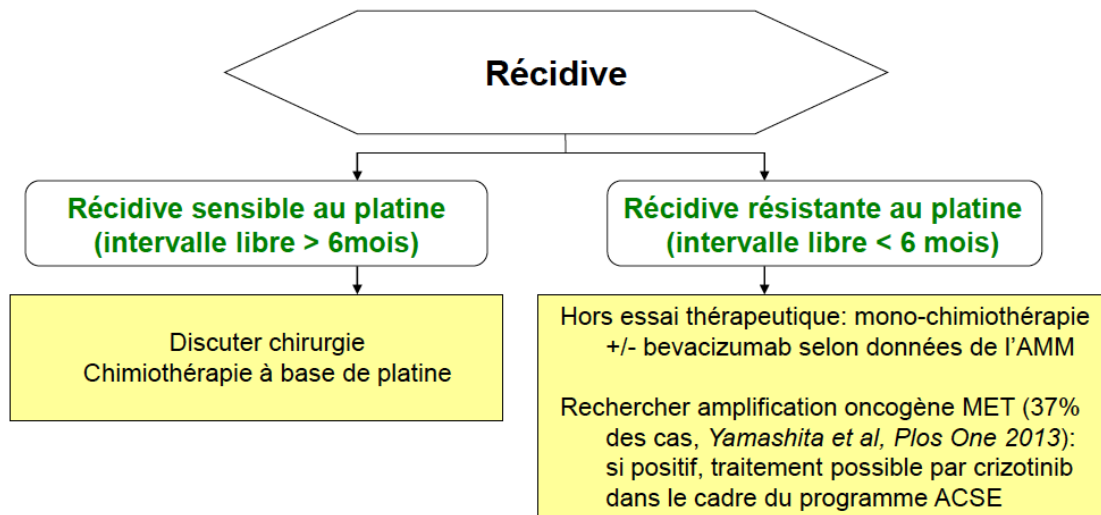 Récidive
Récidive sensible au platine
(intervalle libre > 6mois)
Récidive résistante au platine
(intervalle libre < 6 mois)
Discuter chirurgie
Chimiothérapie à base de platine
Hors essai thérapeutique: mono-chimiothérapie
+/- bevacizumab selon données de l'AMM
Rechercher amplification oncogène MET (37%
des cas, Yamashita et al, Plos One 2013):
si positif, traitement possible par crizotinib
dans le cadre du programme ACSE